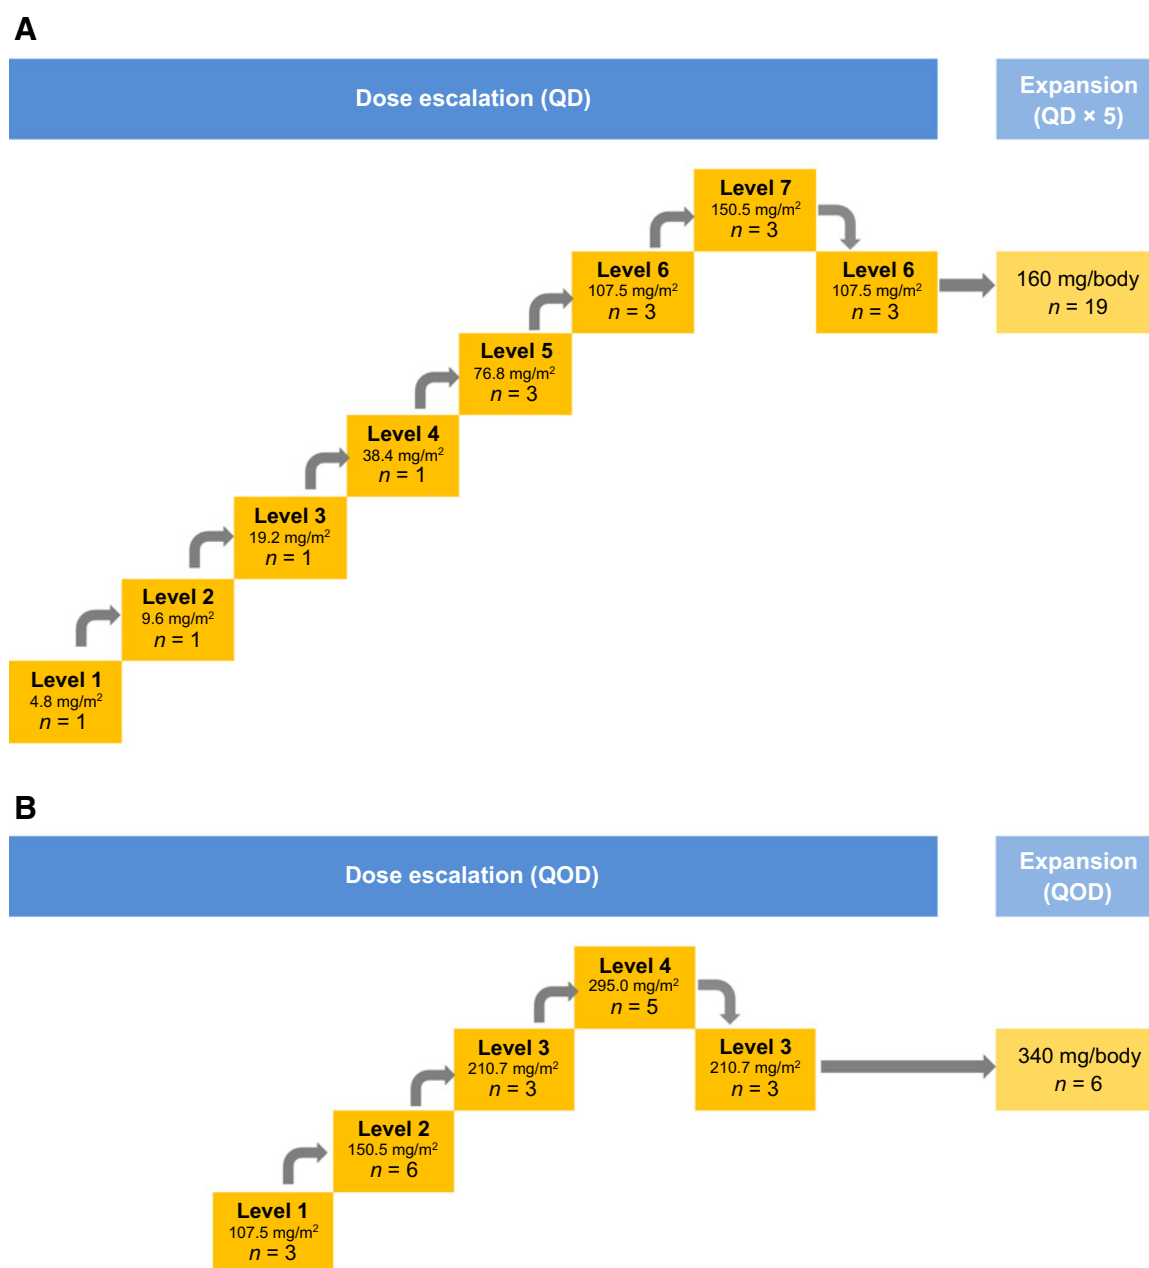 A
Dose escalation (QD)
Expansion
(QD × 5)
Level 7
150.5 mg/m²
n = 3
Level 6
107.5 mg/m²
n = 3
Level 6
107.5 mg/m²
n = 3
160 mg/body
n = 19
Level 5
76.8 mg/m²
n = 3
Level 4
38.4 mg/m²
n = 1
Level 3
19.2 mg/m²
n = 1
Level 2
9.6 mg/m²
n = 1
Level 1
4.8 mg/m²
n = 1
B
Dose escalation (QOD)
Expansion
(QOD)
Level 4
295.0 mg/m²
n = 5
Level 3
210.7 mg/m²
n = 3
Level 3
210.7 mg/m²
n = 3
340 mg/body
n = 6
Level 2
150.5 mg/m²
n = 6
Level 1
107.5 mg/m²
n = 3